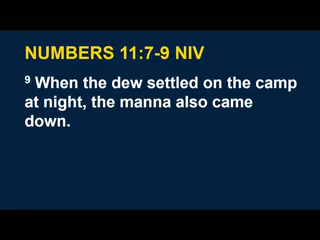 NUMBERS 11:7-9 NIV
9 When the dew settled on the camp
at night, the manna also came
down.